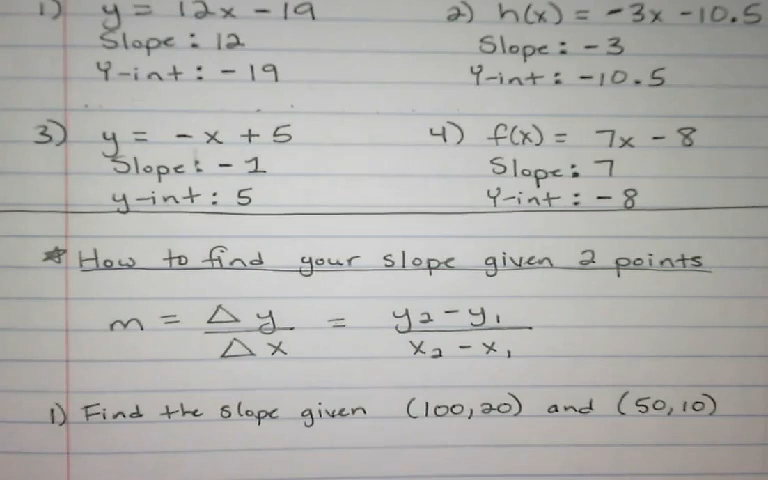 1) y = 12x - 19
Slope: 12
Y-int: -19
2) h(x) = -3x - 10.5
Slope: -3
Y-int: -10.5
3) y = -x + 5
Slope: -1
y-int: 5
4) f(x) = 7x - 8
Slope: 7
Y-int: -8
* How to find your slope given 2 points
m = Δy/Δx = y₂-y₁/x₂-x₁
1) Find the slope given (100,20) and (50,10)